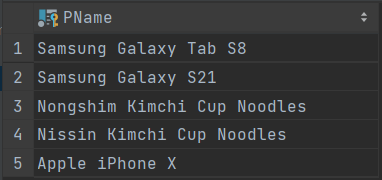 PName
1 Samsung Galaxy Tab S8
2 Samsung Galaxy S21
3 Nongshim Kimchi Cup Noodles
4 Nissin Kimchi Cup Noodles
5 Apple iPhone X